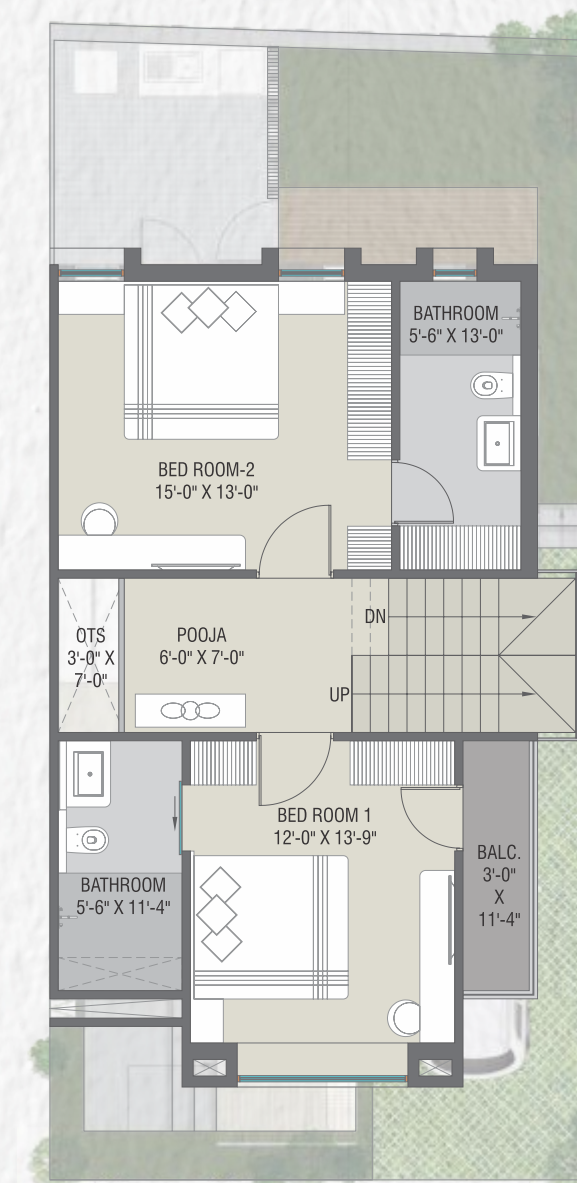 BATHROOM
5'-6" X 13'-0"
BED ROOM-2
15'-0" X 13'-0"
DN
OTS
3'-0" X
7'-0"
POOJA
6'-0" X 7'-0"
UP
BED ROOM 1
12'-0" X 13'-9"
BALC.
3'-0"
X
11'-4"
BATHROOM
5'-6" X 11'-4"